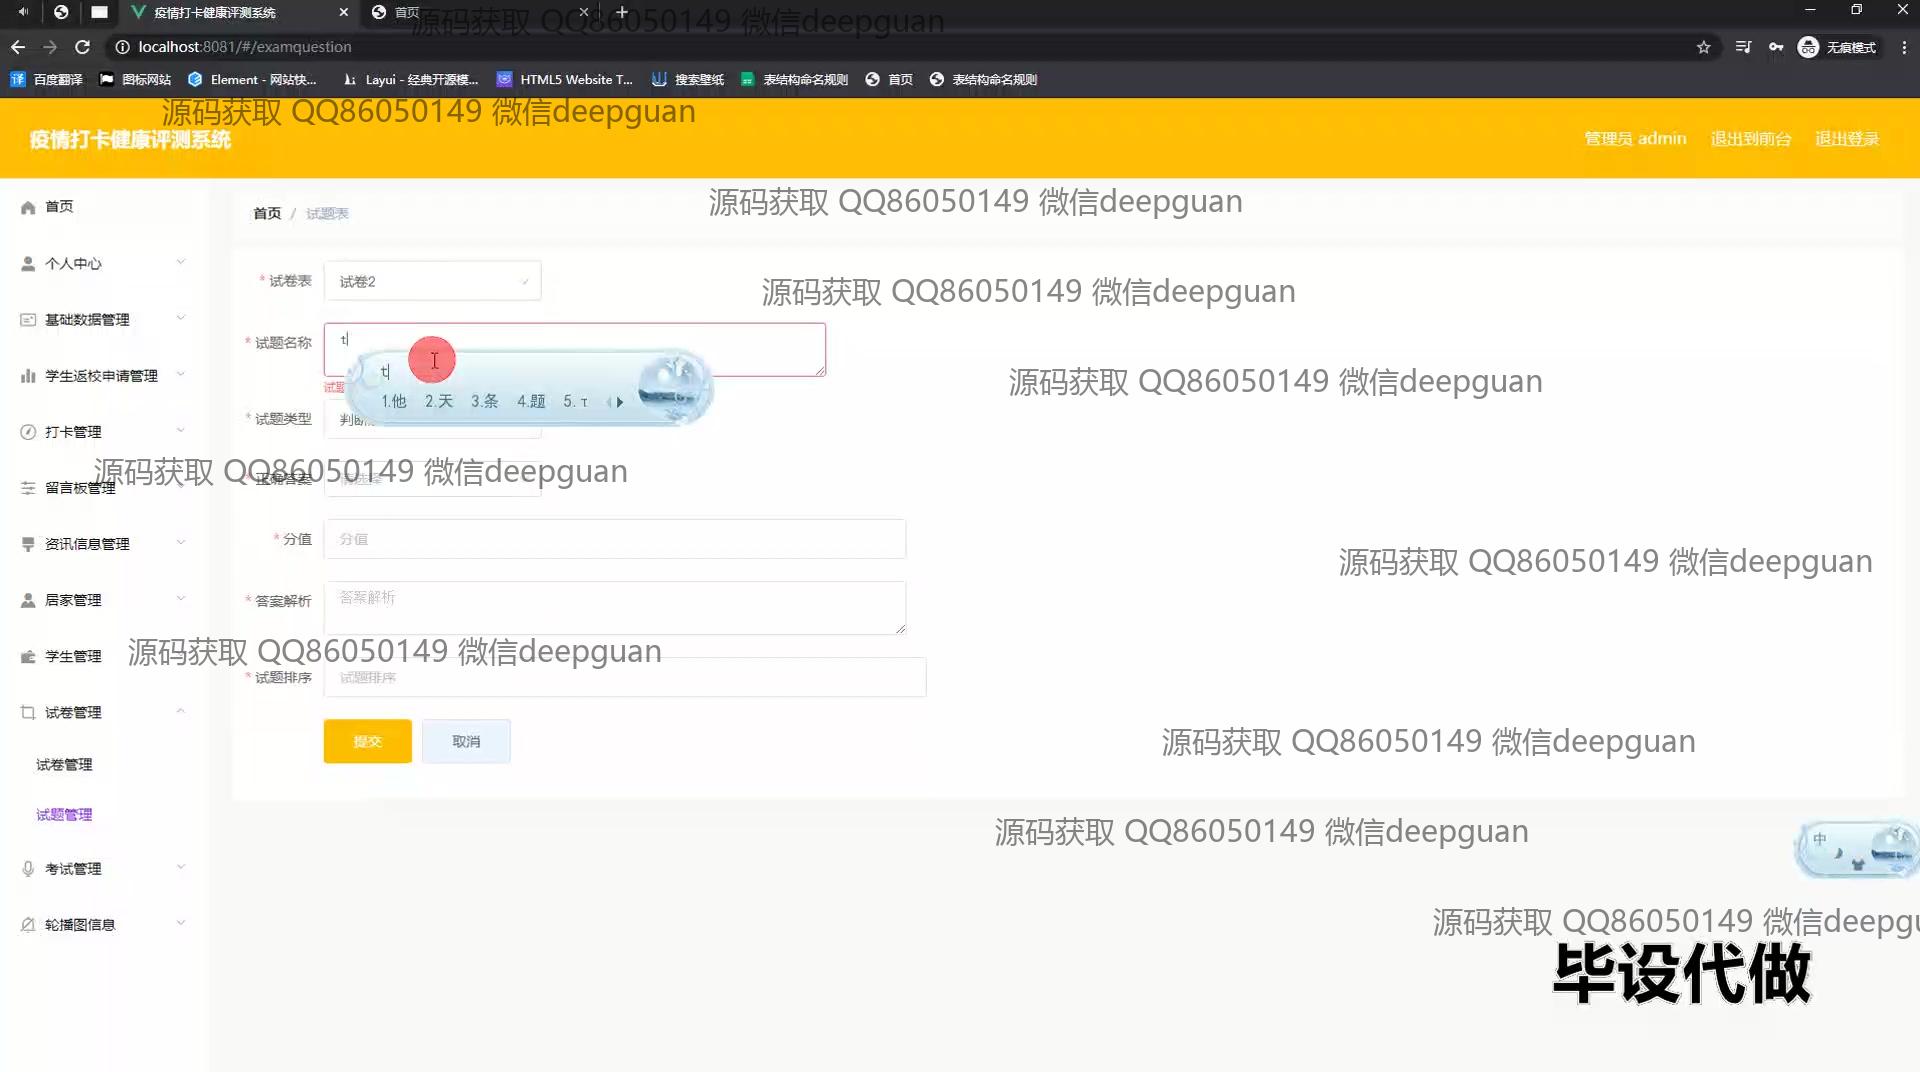 疫情打卡健康评测系统
首页
源码获取 QQ86050149 微信deepguan
localhost:8081/#/examquestion
无痕模式
百度翻译
图标网站
Element - 网站快...
Layui - 经典开源模...
HTML5 Website T...
搜索壁纸
表结构命名规则
首页
表结构命名规则
源码获取 QQ86050149 微信deepguan
疫情打卡健康评测系统
管理员 admin
退出到前台
退出登录
源码获取 QQ86050149 微信deepguan
首页
首页 / 试题表
个人中心
* 试卷表
试卷2
源码获取 QQ86050149 微信deepguan
基础数据管理
* 试题名称
t
t
1.他 2.天 3.条 4.题 5. τ
试题
学生返校申请管理
源码获取 QQ86050149 微信deepguan
* 试题类型
判断
打卡管理
源码获取 QQ86050149 微信deepguan
* 正确答案
请选择
留言板管理
* 分值
分值
资讯信息管理
源码获取 QQ86050149 微信deepguan
* 答案解析
答案解析
居家管理
源码获取 QQ86050149 微信deepguan
学生管理
* 试题排序
试题排序
试卷管理
提交
取消
源码获取 QQ86050149 微信deepguan
试卷管理
试题管理
源码获取 QQ86050149 微信deepguan
中
考试管理
轮播图信息
源码获取 QQ86050149 微信deepgu
毕设代做